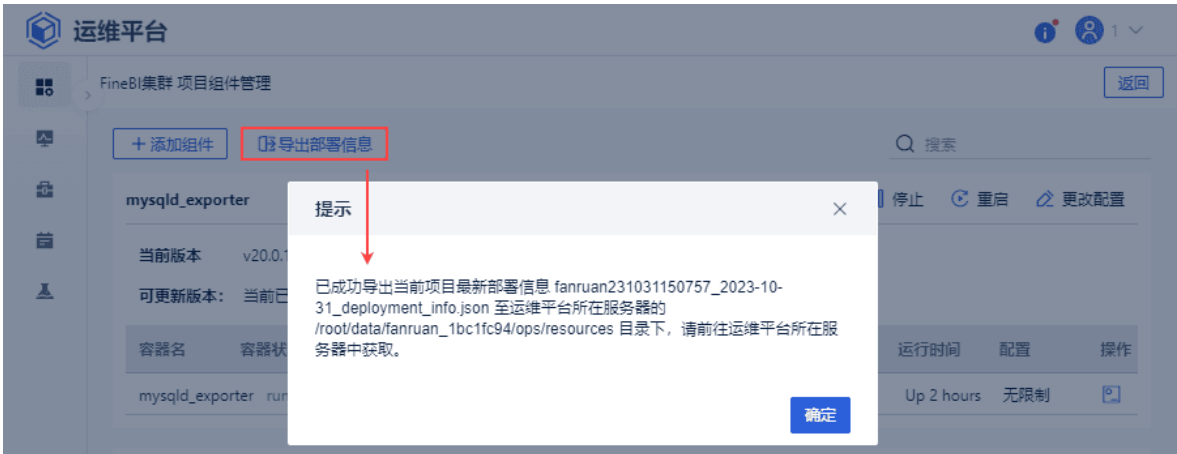 运维平台
1
FineBI集群 项目组件管理
返回
添加组件
导出部署信息
搜索
mysqld_exporter
停止
重启
更改配置
提示
当前版本
v20.0.1
可更新版本:
当前已
已成功导出当前项目最新部署信息 fanruan231031150757_2023-10-
31_deployment_info.json 至运维平台所在服务器的
/root/data/fanruan_1bc1fc94/ops/resources 目录下，请前往运维平台所在服
务器中获取。
容器名
容器状
运行时间
配置
操作
mysqld_exporter
run
Up 2 hours
无限制
确定